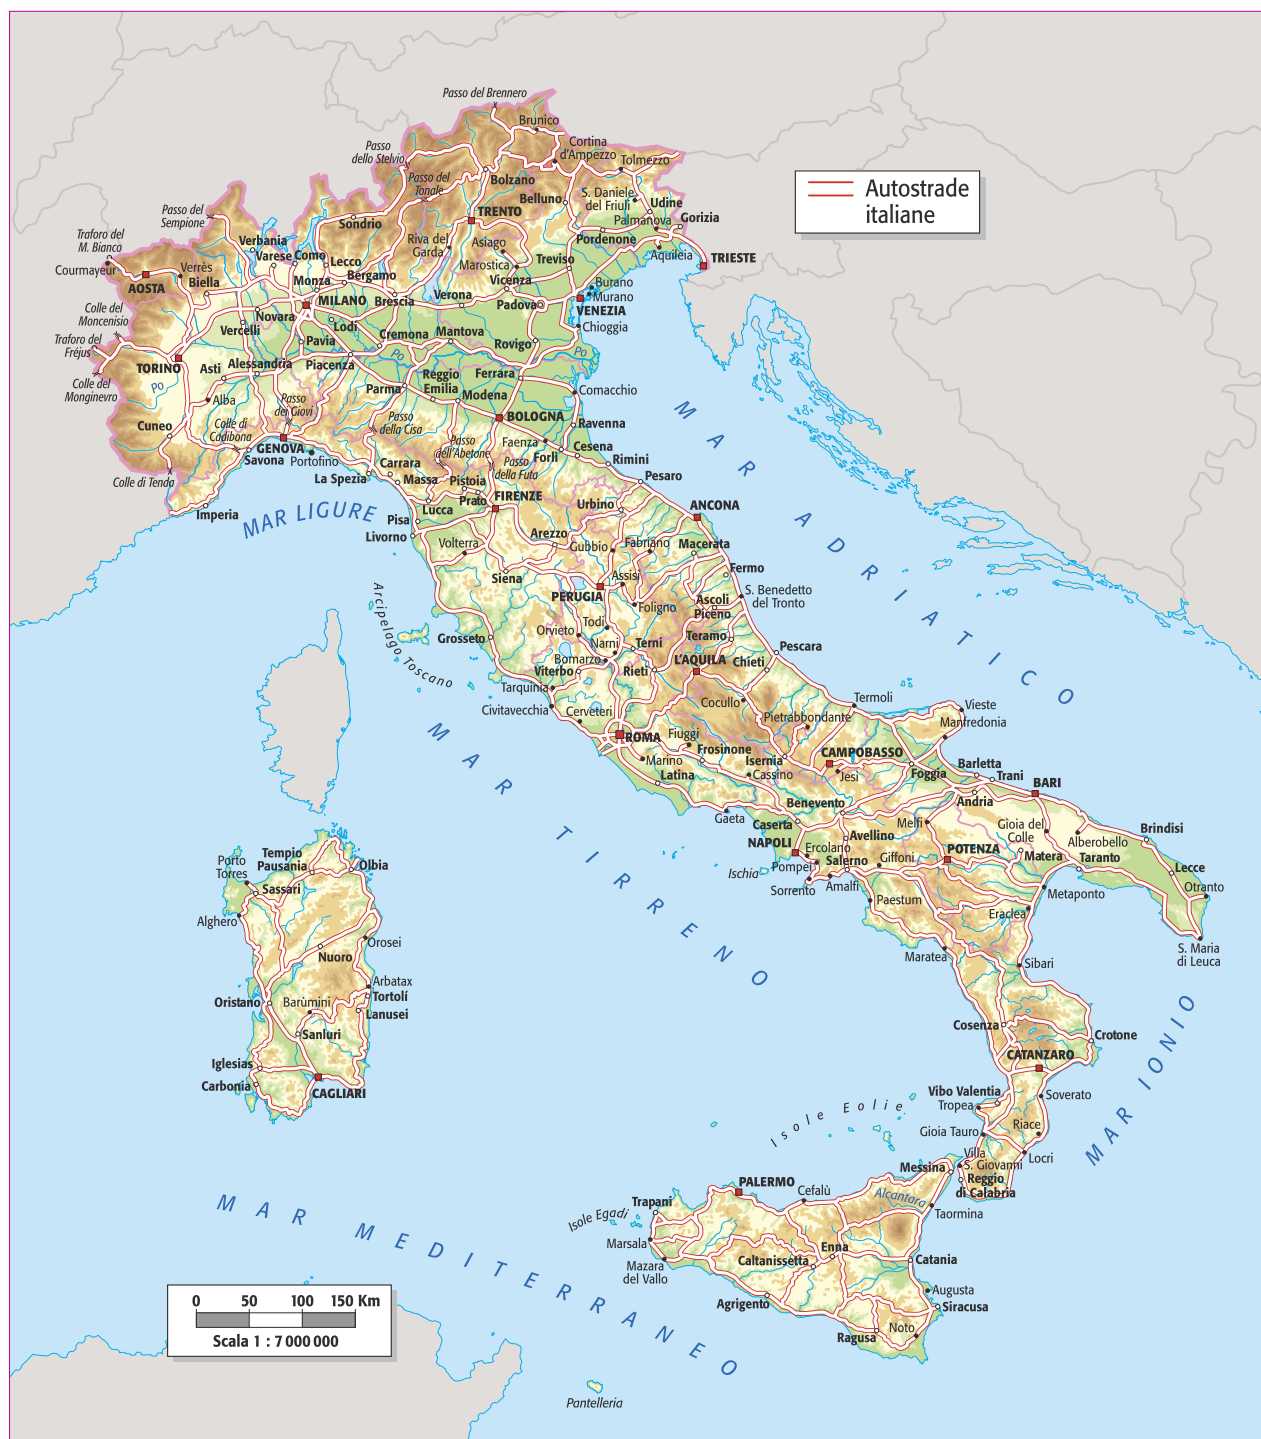 Passo del Brennero
Brunico
Passo
dello Stelvio
Cortina
d'Ampezzo
Tolmezzo
Bolzano
Passo del
Tonale
Belluno
S. Daniele
del Friuli
Udine
Palmanova
Gorizia
Autostrade
italiane
Passo del
Sempione
Sondrio
TRENTO
Pordenone
Aquileia
TRIESTE
Traforo del
M. Bianco
Verbania
Varese
Como
Lecco
Riva del
Garda
Asiago
Marostica
Treviso
Courmayeur
Verrès
AOSTA
Biella
Monza
Bergamo
Vicenza
Burano
Murano
MILANO
Brescia
Verona
Padova
VENEZIA
Colle del
Moncenisio
Novara
Vercelli
Lodi
Cremona
Mantova
Chioggia
Traforo del
Fréjus
Pavia
Po
Rovigo
Po
TORINO
Asti
Alessandria
Piacenza
Colle del
Monginevro
Po
Parma
Reggio
Emilia
Ferrara
Modena
Comacchio
Alba
Passo
dei Giovi
Passo
della Cisa
BOLOGNA
Ravenna
Cuneo
Colle di
Cadibona
GENOVA
Savona
Portofino
Passo
dell'Abetone
Passo
della Futa
Faenza
Forlì
Cesena
Rimini
Colle di Tenda
La Spezia
Carrara
Massa
Pistoia
Prato
FIRENZE
Pesaro
Imperia
MAR LIGURE
Lucca
Pisa
Livorno
Urbino
ANCONA
Volterra
Arezzo
Gubbio
Fabriano
Macerata
Siena
PERUGIA
Assisi
Fermo
Foligno
Ascoli
Piceno
S. Benedetto
del Tronto
MAR ADRIATICO
Arcipelago Toscano
Grosseto
Orvieto
Todi
Narni
Terni
Teramo
Pescara
Bomarzo
Viterbo
Rieti
L'AQUILA
Chieti
Tarquinia
Civitavecchia
Cerveteri
Cocullo
Termoli
Vieste
Pietrabbondante
Manfredonia
ROMA
Fiuggi
Marino
Frosinone
Isernia
CAMPOBASSO
Jesi
Foggia
Barletta
Trani
Latina
Cassino
BARI
Andria
MAR TIRRENO
Gaeta
Benevento
Caserta
NAPOLI
Avellino
Melfi
Gioia del
Colle
Alberobello
Brindisi
Ercolano
Pompei
Salerno
Giffoni
POTENZA
Matera
Taranto
Lecce
Ischia
Sorrento
Amalfi
Otranto
Paestum
Metaponto
Eraclea
Maratea
Sibari
S. Maria
di Leuca
Tempio
Pausania
Olbia
Porto
Torres
Sassari
Alghero
Nuoro
Orosei
Arbatax
Tortolí
Oristano
Barùmini
Lanusei
Sanluri
Iglesias
Carbonia
CAGLIARI
Cosenza
Crotone
CATANZARO
MAR IONIO
Vibo Valentia
Tropea
Soverato
Isole Eolie
Gioia Tauro
Riace
Locri
Villa
S. Giovanni
Messina
Reggio
di Calabria
PALERMO
Cefalù
Alcantara
Taormina
Trapani
Isole Egadi
Marsala
Mazara
del Vallo
Caltanissetta
Enna
Catania
Agrigento
Augusta
Siracusa
Ragusa
Noto
MAR MEDITERRANEO
0 50 100 150 Km
Scala 1 : 7 000 000
Pantelleria